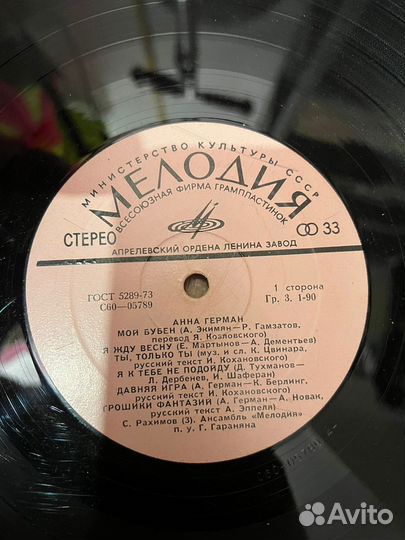 МИНИСТЕРСТВО КУЛЬТУРЫ СССР
МЕЛОДИЯ
ВСЕСОЮЗНАЯ ФИРМА ГРАМПЛАСТИНОК
СТЕРЕО
33
АПРЕЛЕВСКИЙ ОРДЕНА ЛЕНИНА ЗАВОД
ГОСТ 5289-73
С60—05789
1 сторона
Гр. 3. 1-90
АННА ГЕРМАН
МОЙ БУБЕН (А. Экимян—Р. Гамзатов,
перевод Я. Козловского)
Я ЖДУ ВЕСНУ (Е. Мартынов—А. Дементьев)
ТЫ, ТОЛЬКО ТЫ (муз. и сл. К. Цвинара,
русский текст И. Кохановского)
Я К ТЕБЕ НЕ ПОДОЙДУ (Д. Тухманов—
Л. Дербенев, И. Шаферан)
ДАВНЯЯ ИГРА (А. Герман—К. Берлинг,
русский текст И. Кохановского)
ГРОШИКИ ФАНТАЗИИ (А. Герман—А. Новак,
русский текст А. Эппеля)
С. Рахимов (3). Ансамбль «Мелодия»
п. у. Г. Гараняна
Avito